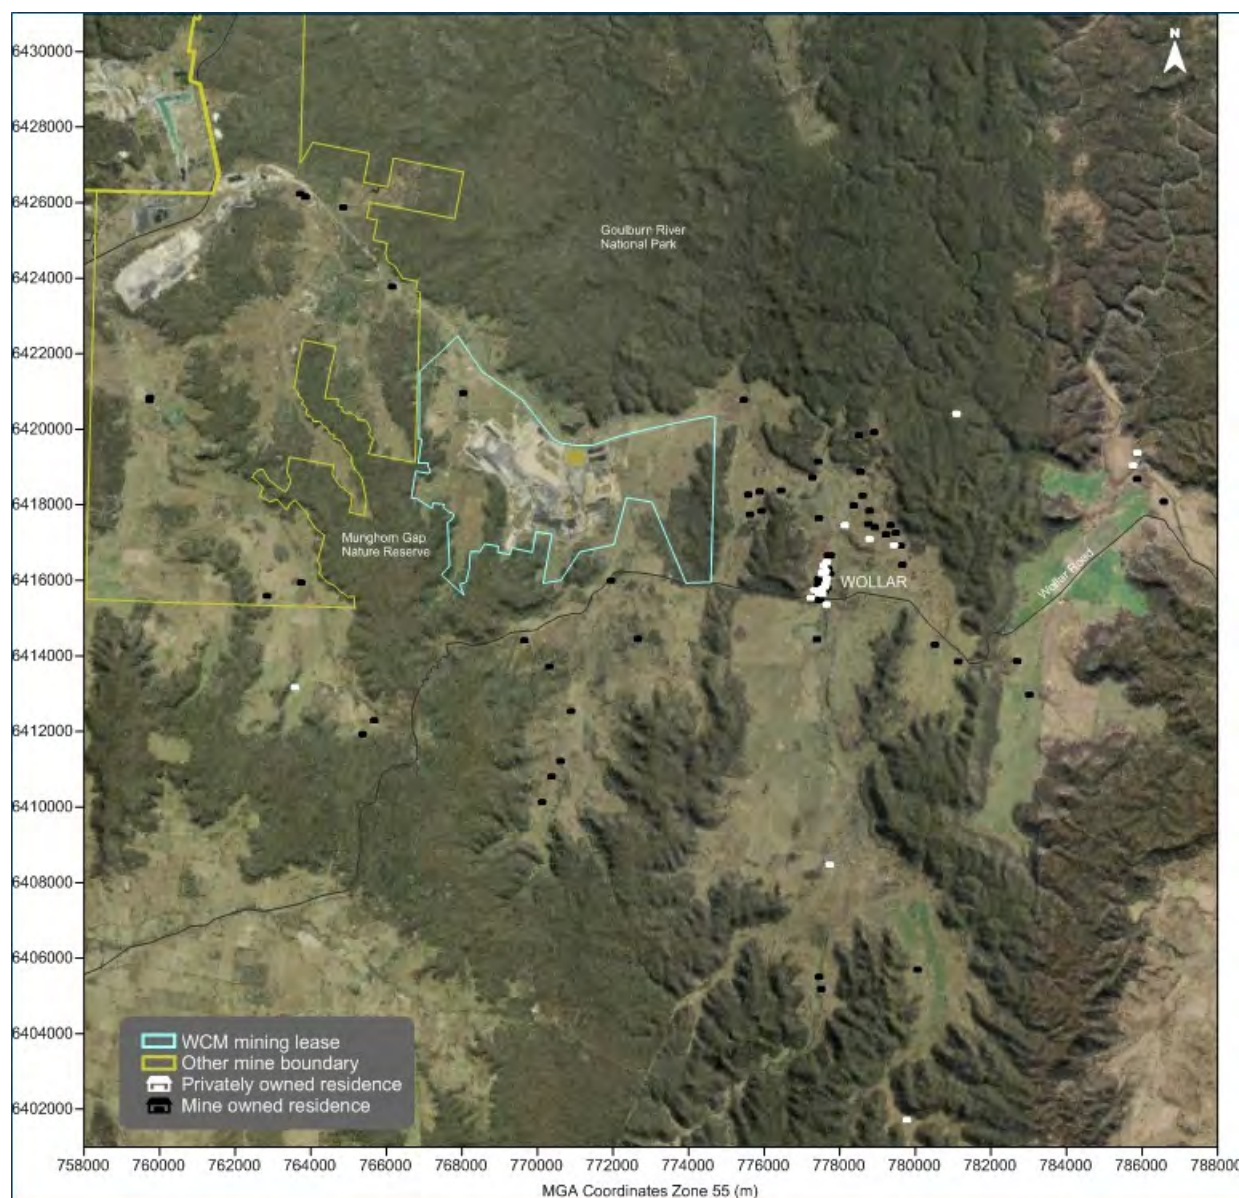 N
6430000
6428000
6426000
6424000
6422000
6420000
6418000
6416000
6414000
6412000
6410000
6408000
6406000
6404000
6402000
Goulburn River
National Park
Munghorn Gap
Nature Reserve
WOLLAR
Wollar Road
WCM mining lease
Other mine boundary
Privately owned residence
Mine owned residence
758000 760000 762000 764000 766000 768000 770000 772000 774000 776000 778000 780000 782000 784000 786000 788000
MGA Coordinates Zone 55 (m)